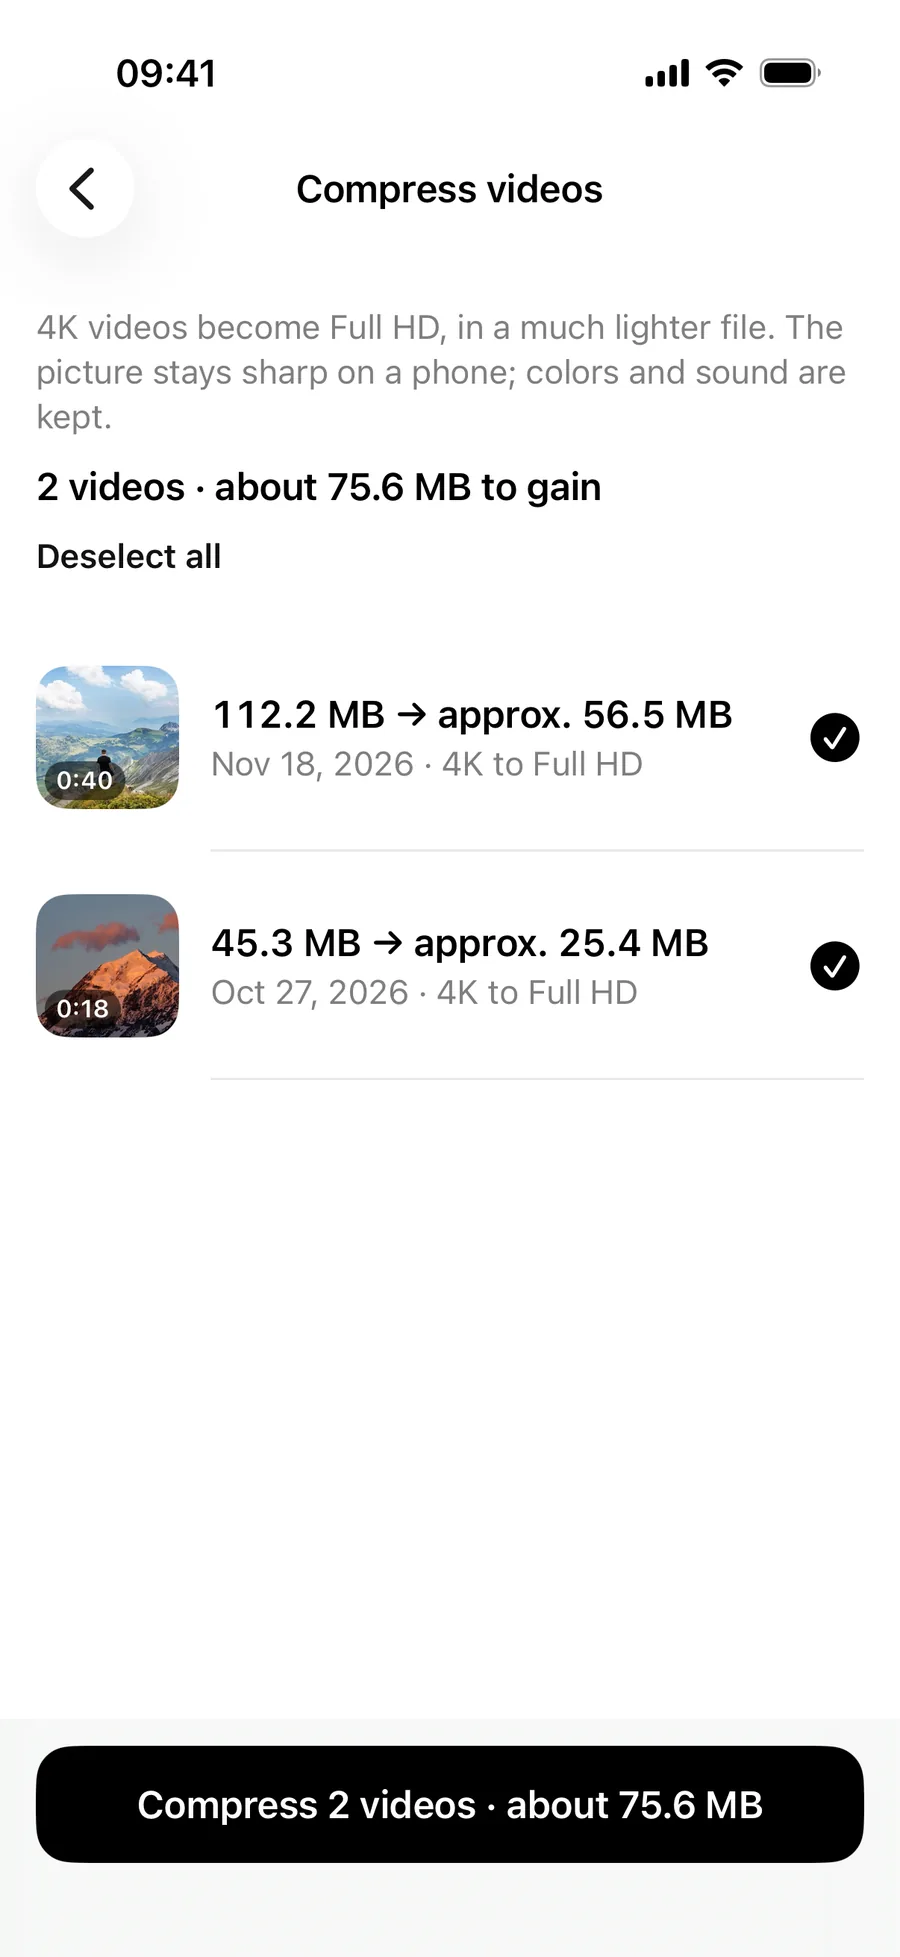 09:41
Compress videos
4K videos become Full HD, in a much lighter file. The
picture stays sharp on a phone; colors and sound are
kept.
2 videos · about 75.6 MB to gain
Deselect all
112.2 MB → approx. 56.5 MB
Nov 18, 2026 · 4K to Full HD
0:40
45.3 MB → approx. 25.4 MB
Oct 27, 2026 · 4K to Full HD
0:18
Compress 2 videos · about 75.6 MB